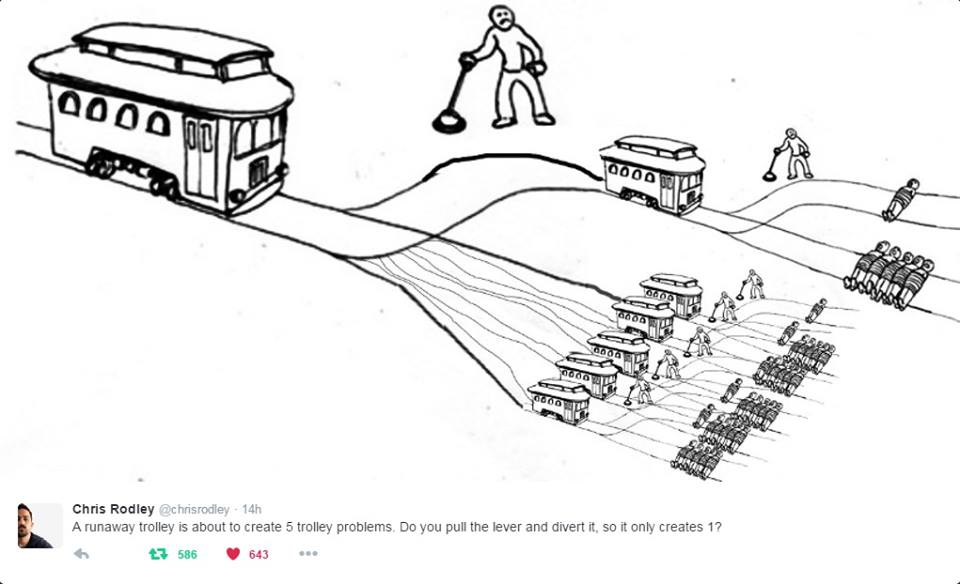 Chris Rodley @chrisrodley · 14h
A runaway trolley is about to create 5 trolley problems. Do you pull the lever and divert it, so it only creates 1?
586 643